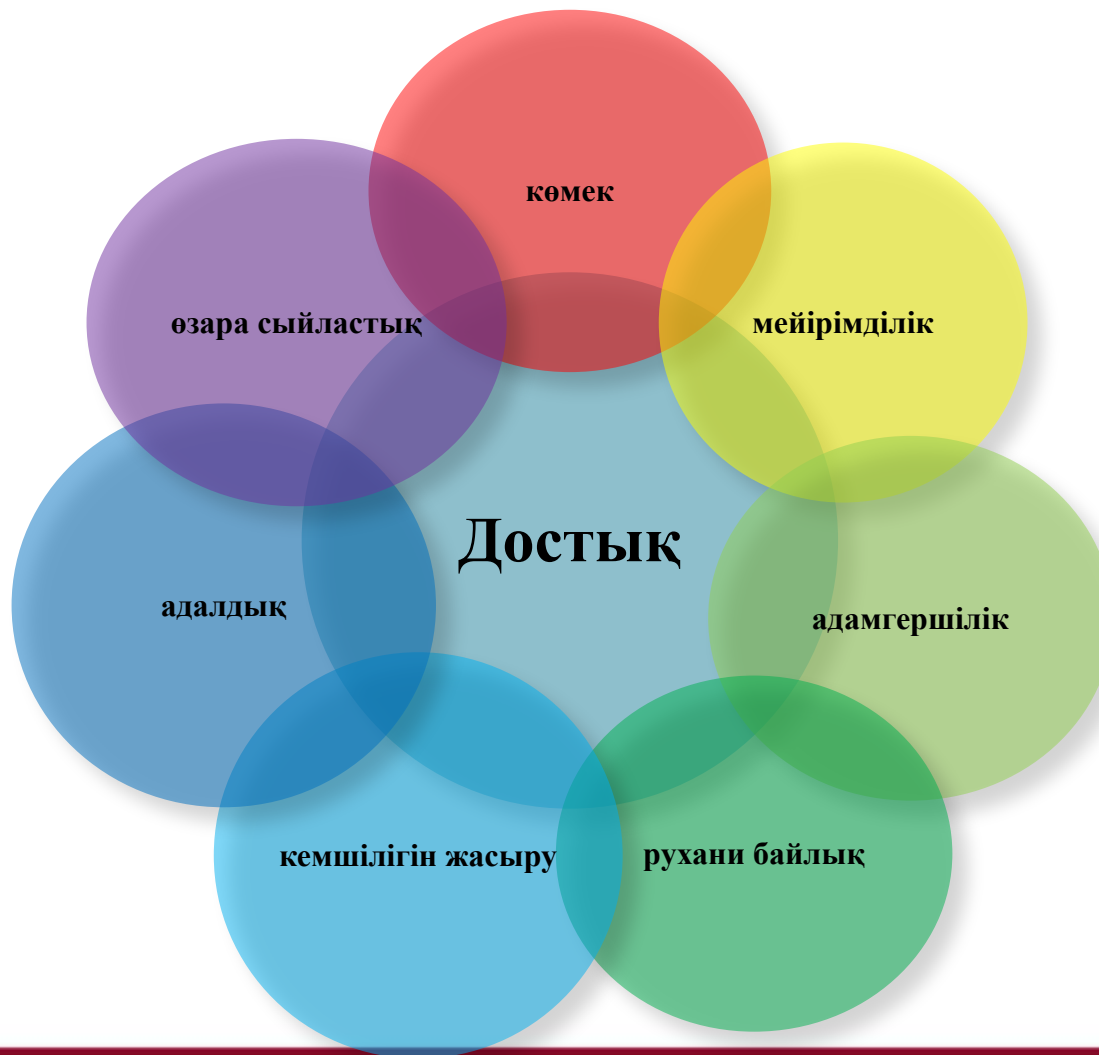 көмек
өзара сыйластық
мейірімділік
Достық
адалдық
адамгершілік
кемшілігін жасыру
рухани байлық